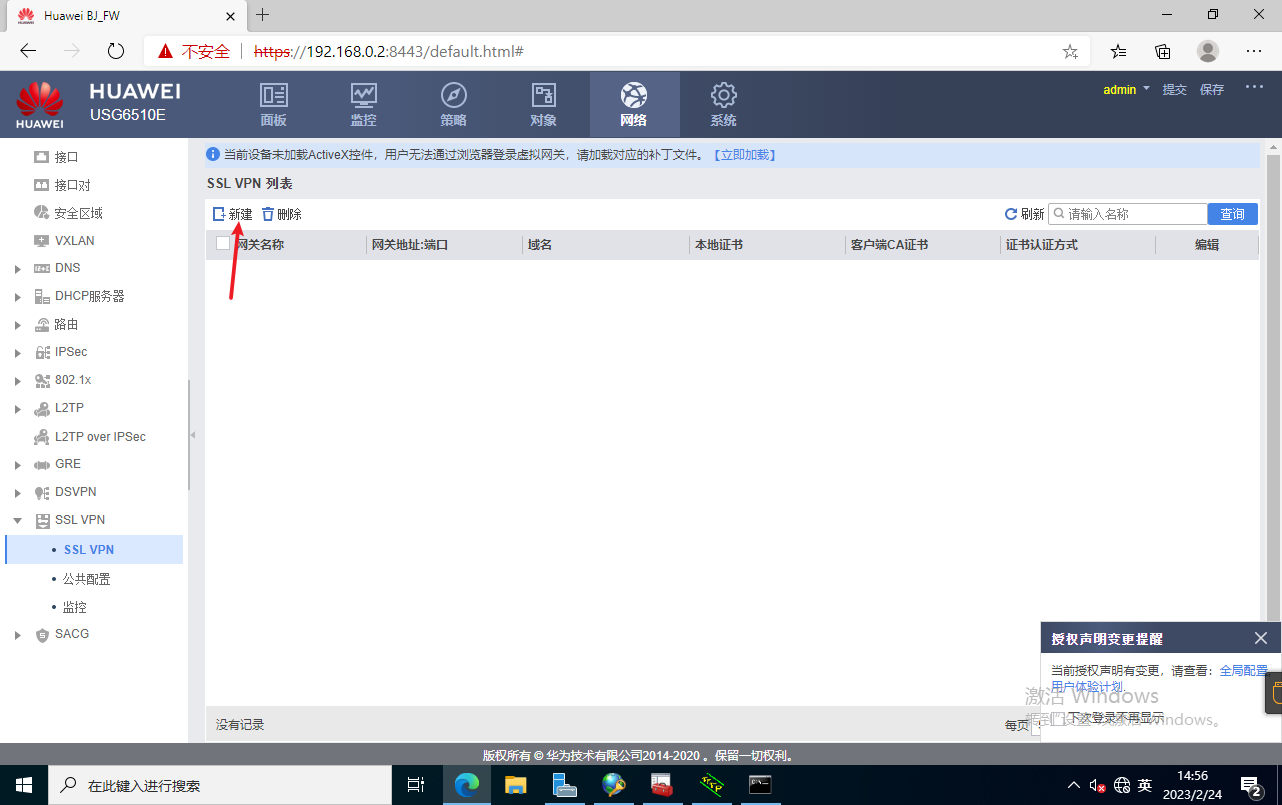 Huawei BJ_FW
不安全 https://192.168.0.2:8443/default.html#
HUAWEI
HUAWEI
USG6510E
面板
监控
策略
对象
网络
系统
admin 提交 保存
接口
接口对
安全区域
VXLAN
DNS
DHCP服务器
路由
IPSec
802.1x
L2TP
L2TP over IPSec
GRE
DSVPN
SSL VPN
SSL VPN
公共配置
监控
SACG
当前设备未加载ActiveX控件，用户无法通过浏览器登录虚拟网关，请加载对应的补丁文件。【立即加载】
SSL VPN 列表
新建 删除 刷新 请输入名称 查询
网关名称 网关地址:端口 域名 本地证书 客户端CA证书 证书认证方式 编辑
没有记录 每页
授权声明变更提醒
当前授权声明有变更，请查看：全局配置,
用户体验计划.
下次登录不再显示
激活 Windows
Windows。
版权所有 © 华为技术有限公司2014-2020 。保留一切权利。
在此键入进行搜索
英
14:56
2023/2/24
2